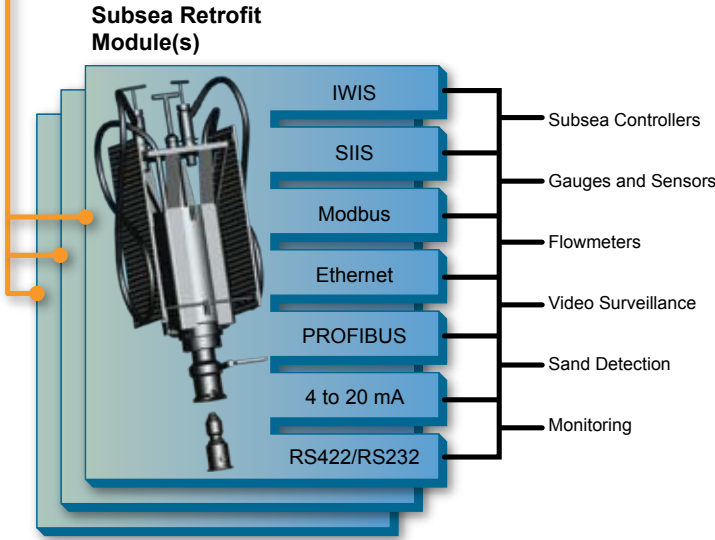 Subsea Retrofit
Module(s)
IWIS
SIIS
Modbus
Ethernet
PROFIBUS
4 to 20 mA
RS422/RS232
Subsea Controllers
Gauges and Sensors
Flowmeters
Video Surveillance
Sand Detection
Monitoring